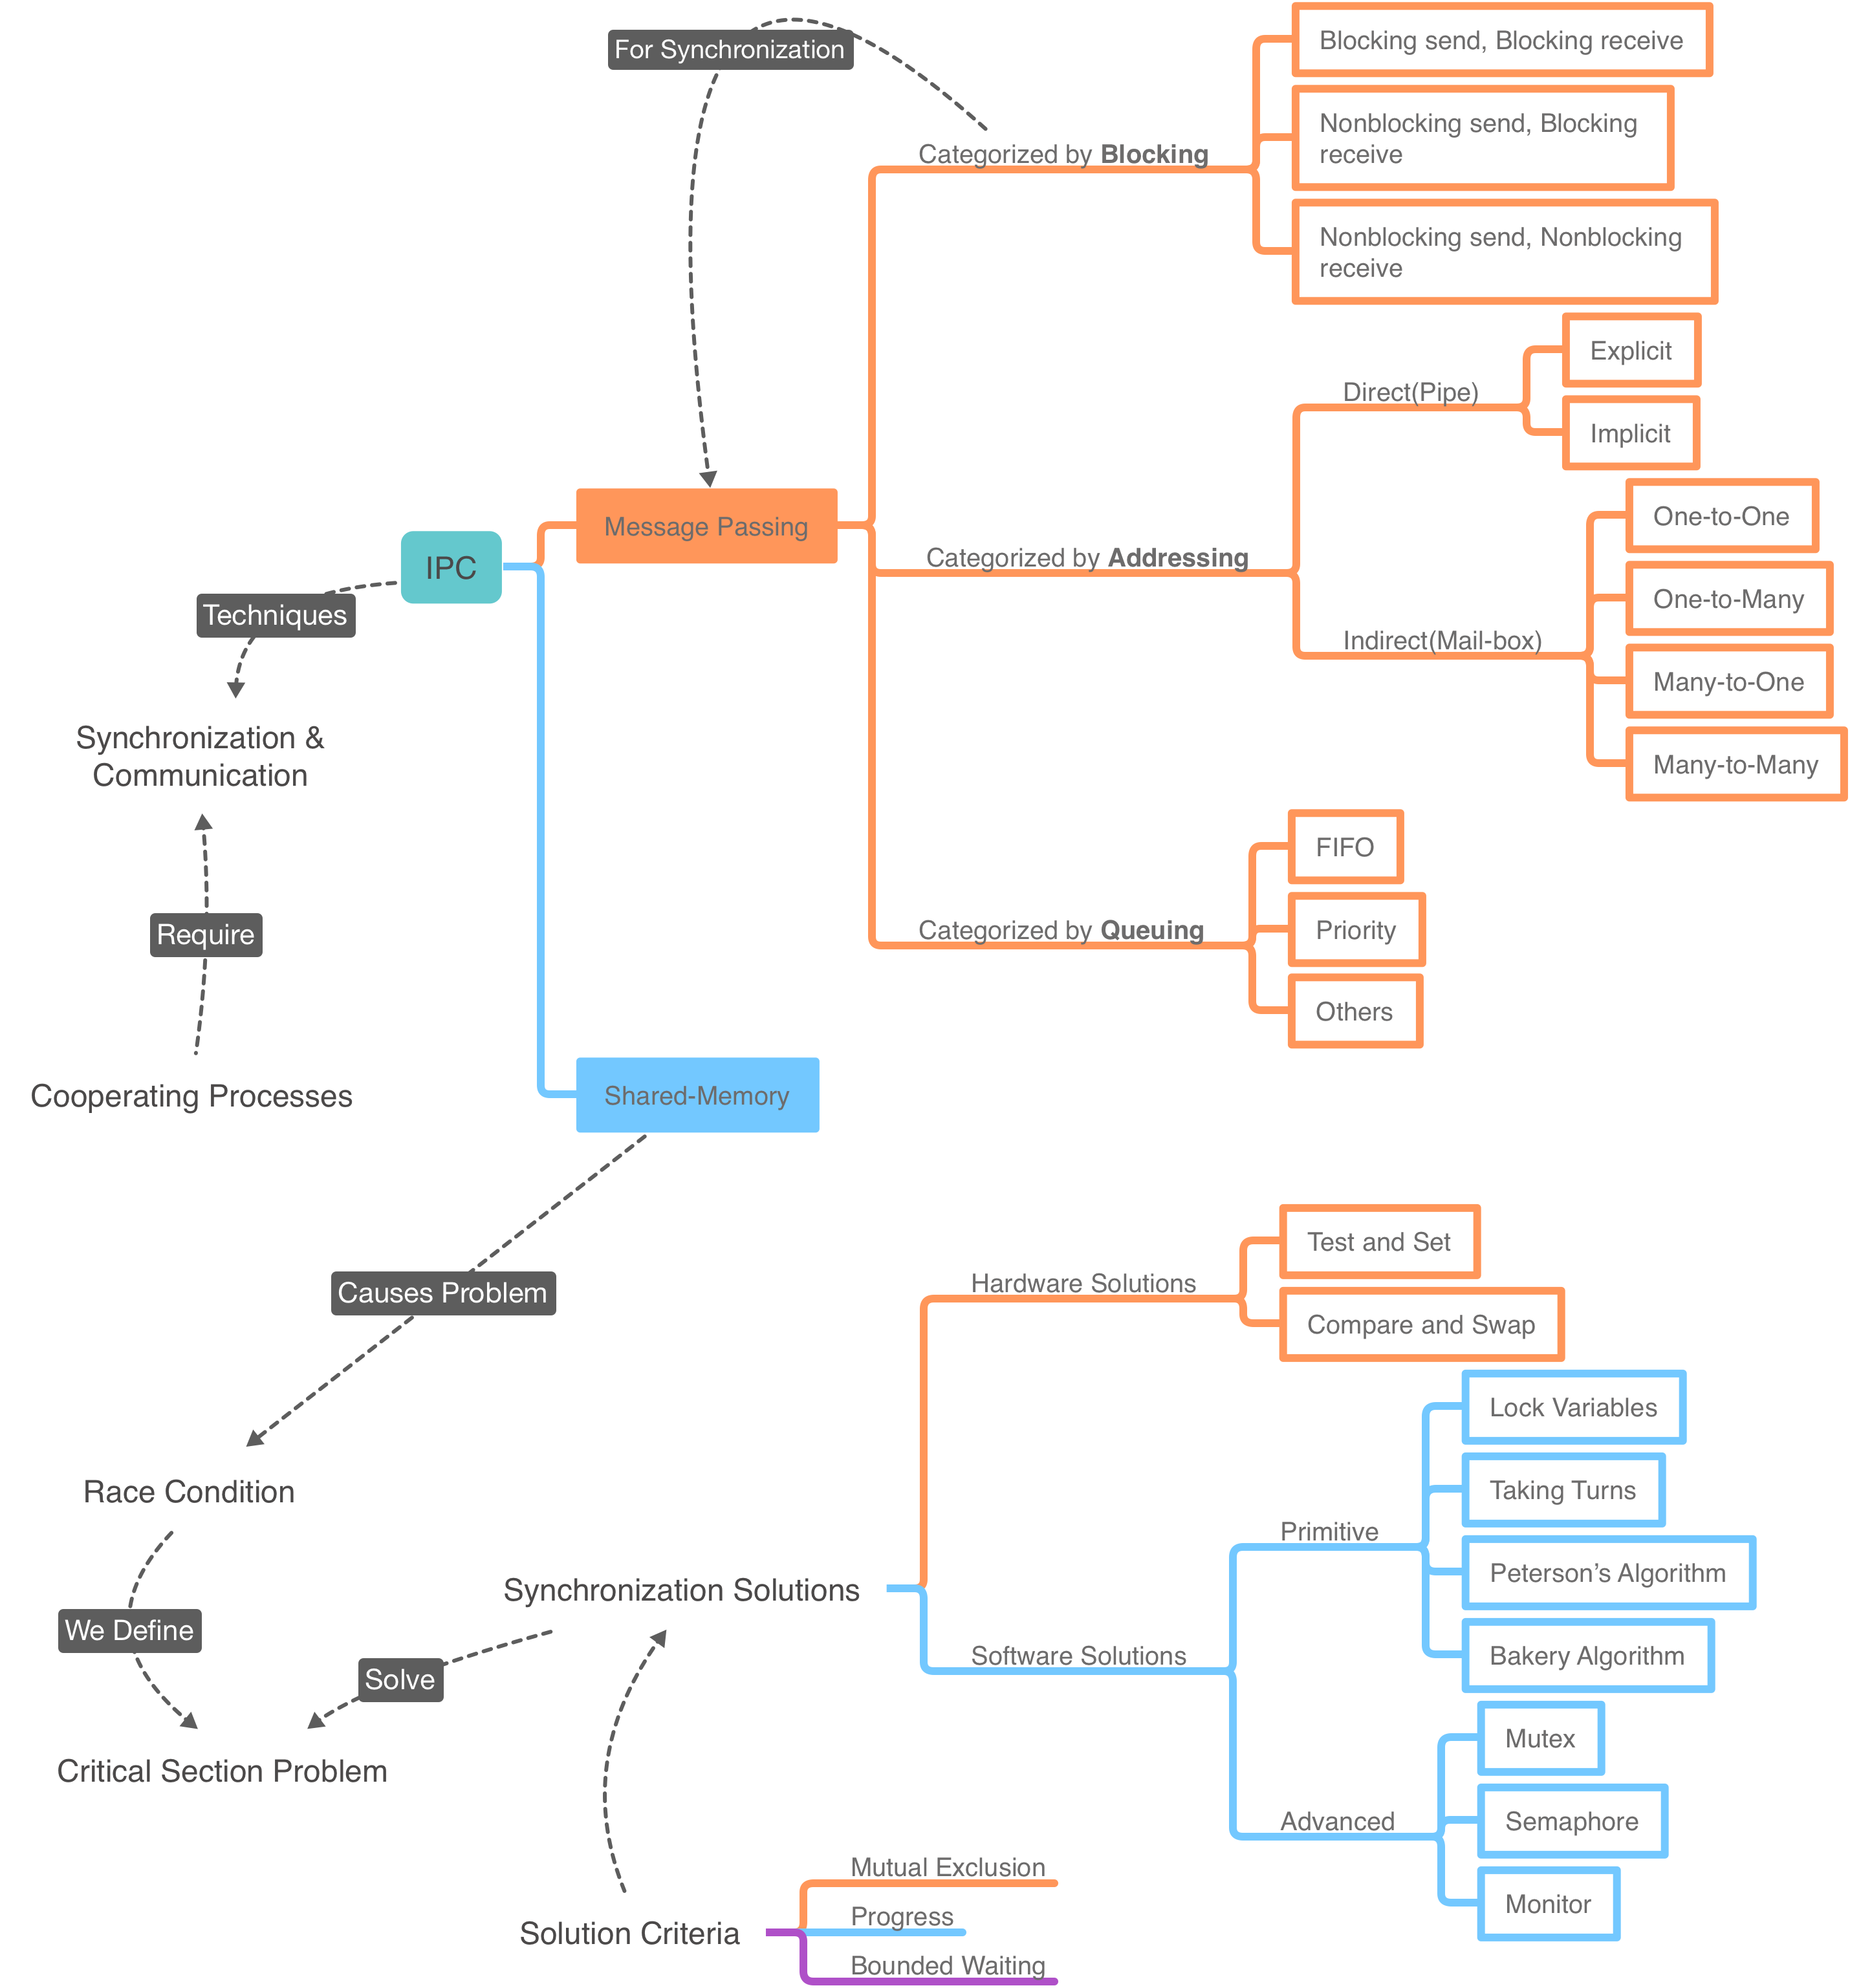 For Synchronization
Blocking send, Blocking receive
Nonblocking send, Blocking
receive
Categorized by Blocking
Nonblocking send, Nonblocking
receive
Explicit
Direct(Pipe)
Implicit
One-to-One
Message Passing
IPC
Categorized by Addressing
One-to-Many
Techniques
Indirect(Mail-box)
Many-to-One
Synchronization &
Communication
Many-to-Many
FIFO
Require
Categorized by Queuing
Priority
Others
Cooperating Processes
Shared-Memory
Test and Set
Causes Problem
Hardware Solutions
Compare and Swap
Lock Variables
Race Condition
Taking Turns
Primitive
Peterson’s Algorithm
Synchronization Solutions
We Define
Software Solutions
Bakery Algorithm
Solve
Mutex
Critical Section Problem
Advanced
Semaphore
Mutual Exclusion
Monitor
Progress
Solution Criteria
Bounded Waiting